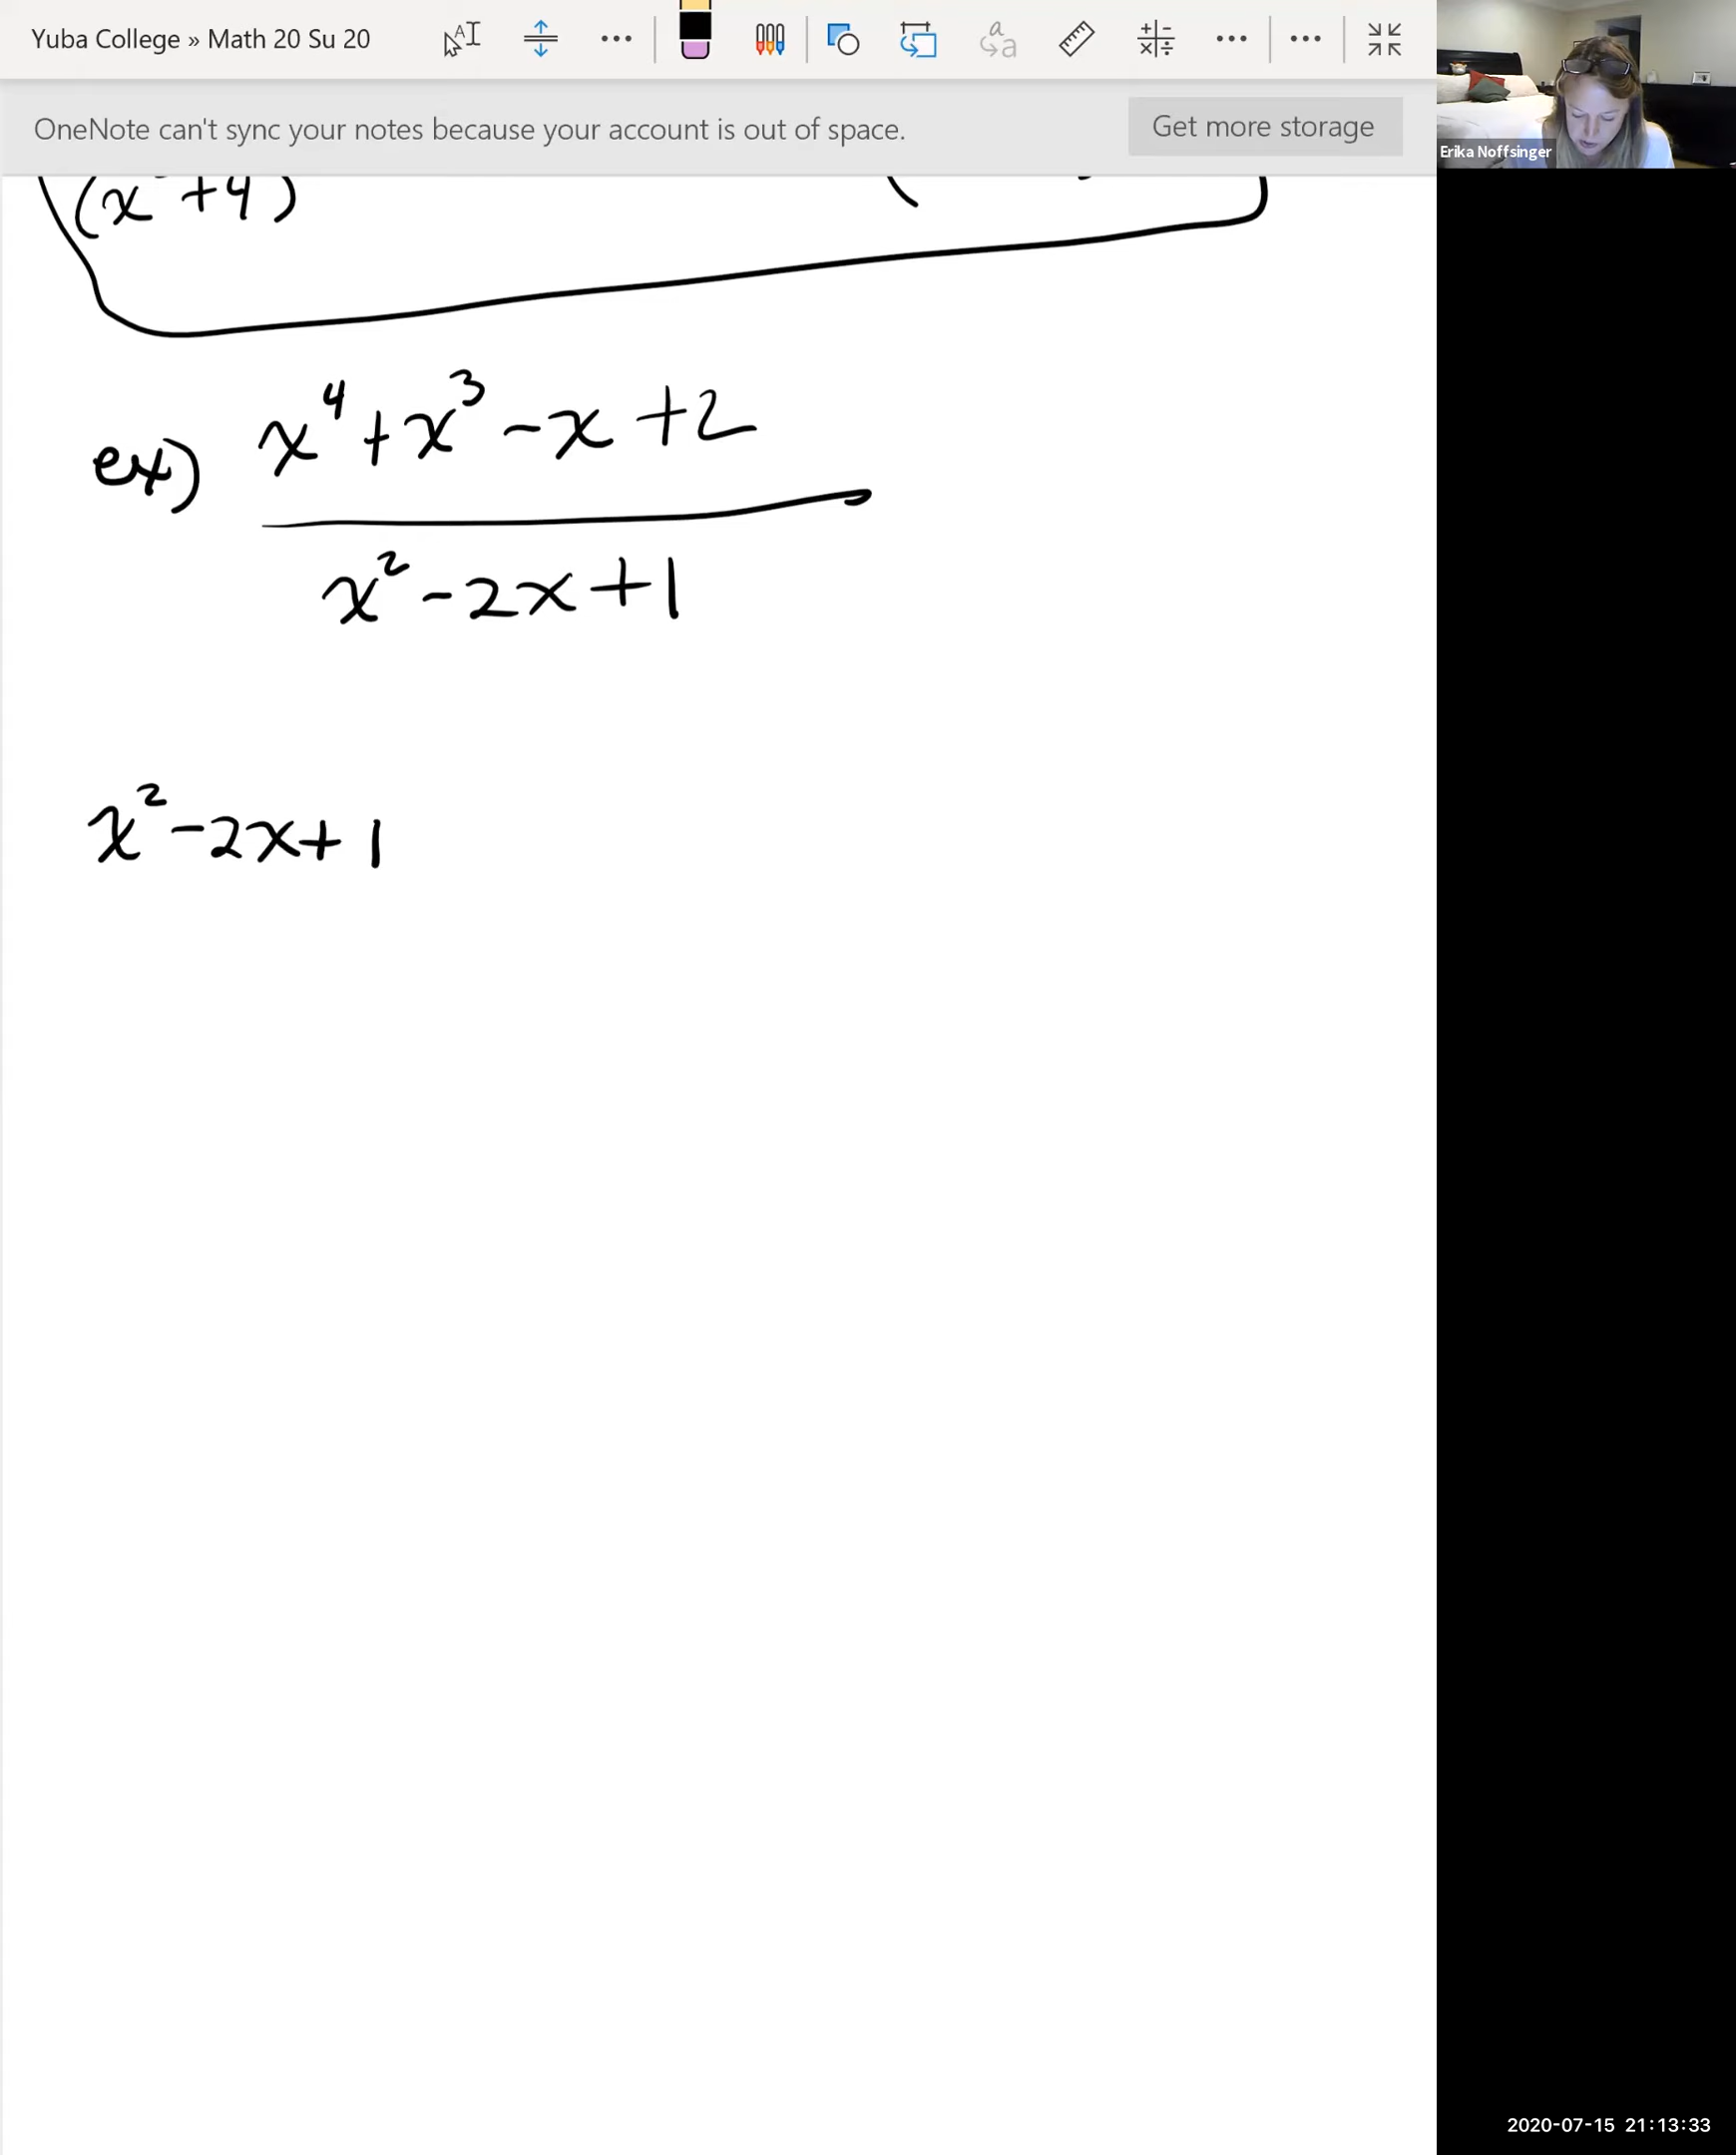 Yuba College » Math 20 Su 20
OneNote can't sync your notes because your account is out of space.
Get more storage
Erika Noffsinger
(x +4)
ex) x⁴+x³-x+2
x²-2x+1
x²-2x+1
2020-07-15 21:13:33